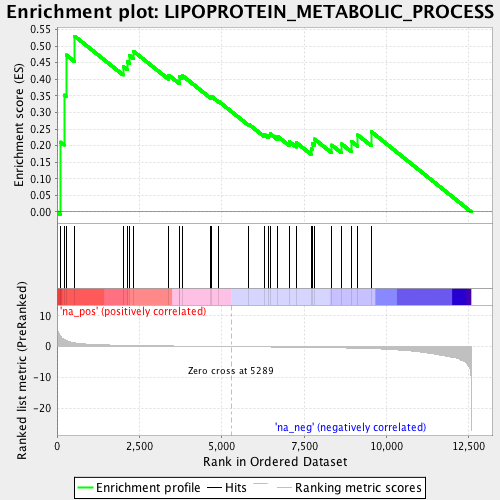 Enrichment plot: LIPOPROTEIN_METABOLIC_PROCESS
Enrichment score (ES)
0.55
0.50
0.45
0.40
0.35
0.30
0.25
0.20
0.15
0.10
0.05
0.00
'na_pos' (positively correlated)
Ranked list metric (PreRanked)
10
0
-10
-20
Zero cross at 5289
'na_neg' (negatively correlated)
0
2,500
5,000
7,500
10,000
12,500
Rank in Ordered Dataset
Enrichment profile
Hits
Ranking metric scores